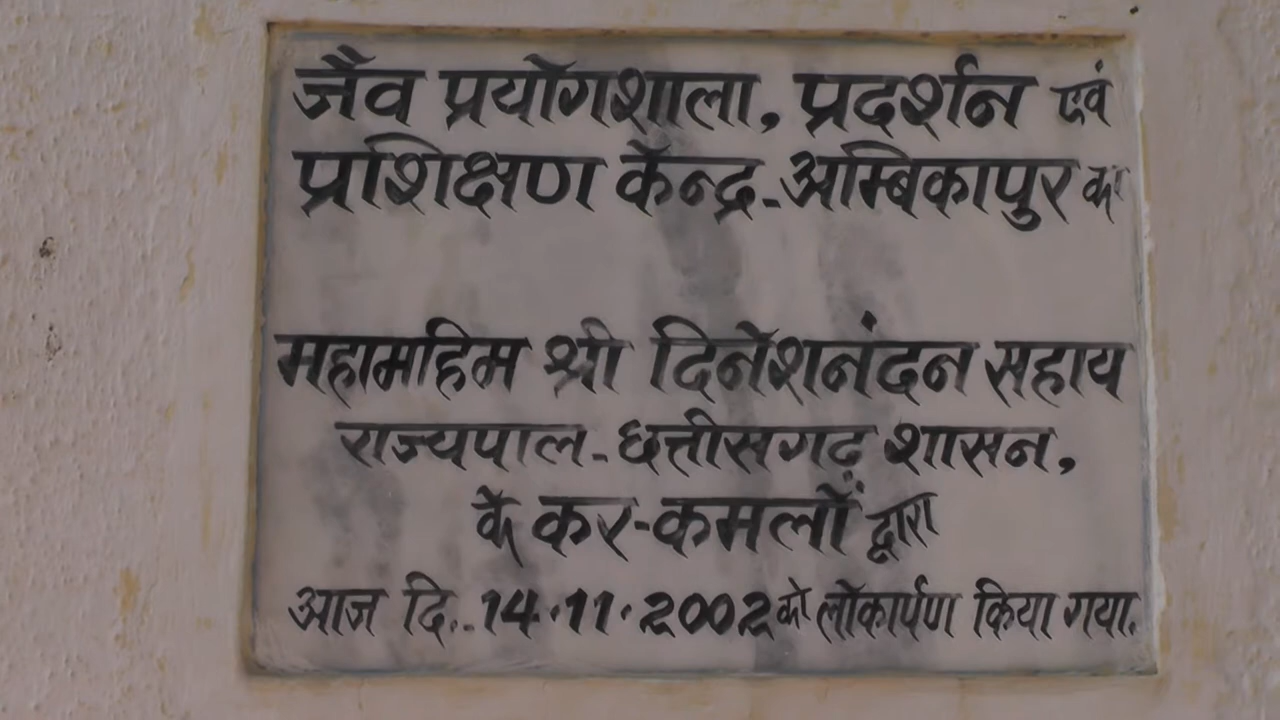 जैव प्रयोगशाला, प्रदर्शन एवं
प्रशिक्षण केन्द्र-अम्बिकापुर का
महामहिम श्री दिनेशनंदन सहाय
राज्यपाल-छत्तीसगढ़ शासन,
के कर-कमलों द्वारा
आज दि.-14.11.2002 को लोकार्पण किया गया.